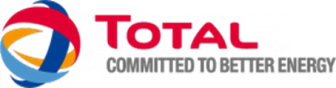 TOTAL
COMMITTED TO BETTER ENERGY